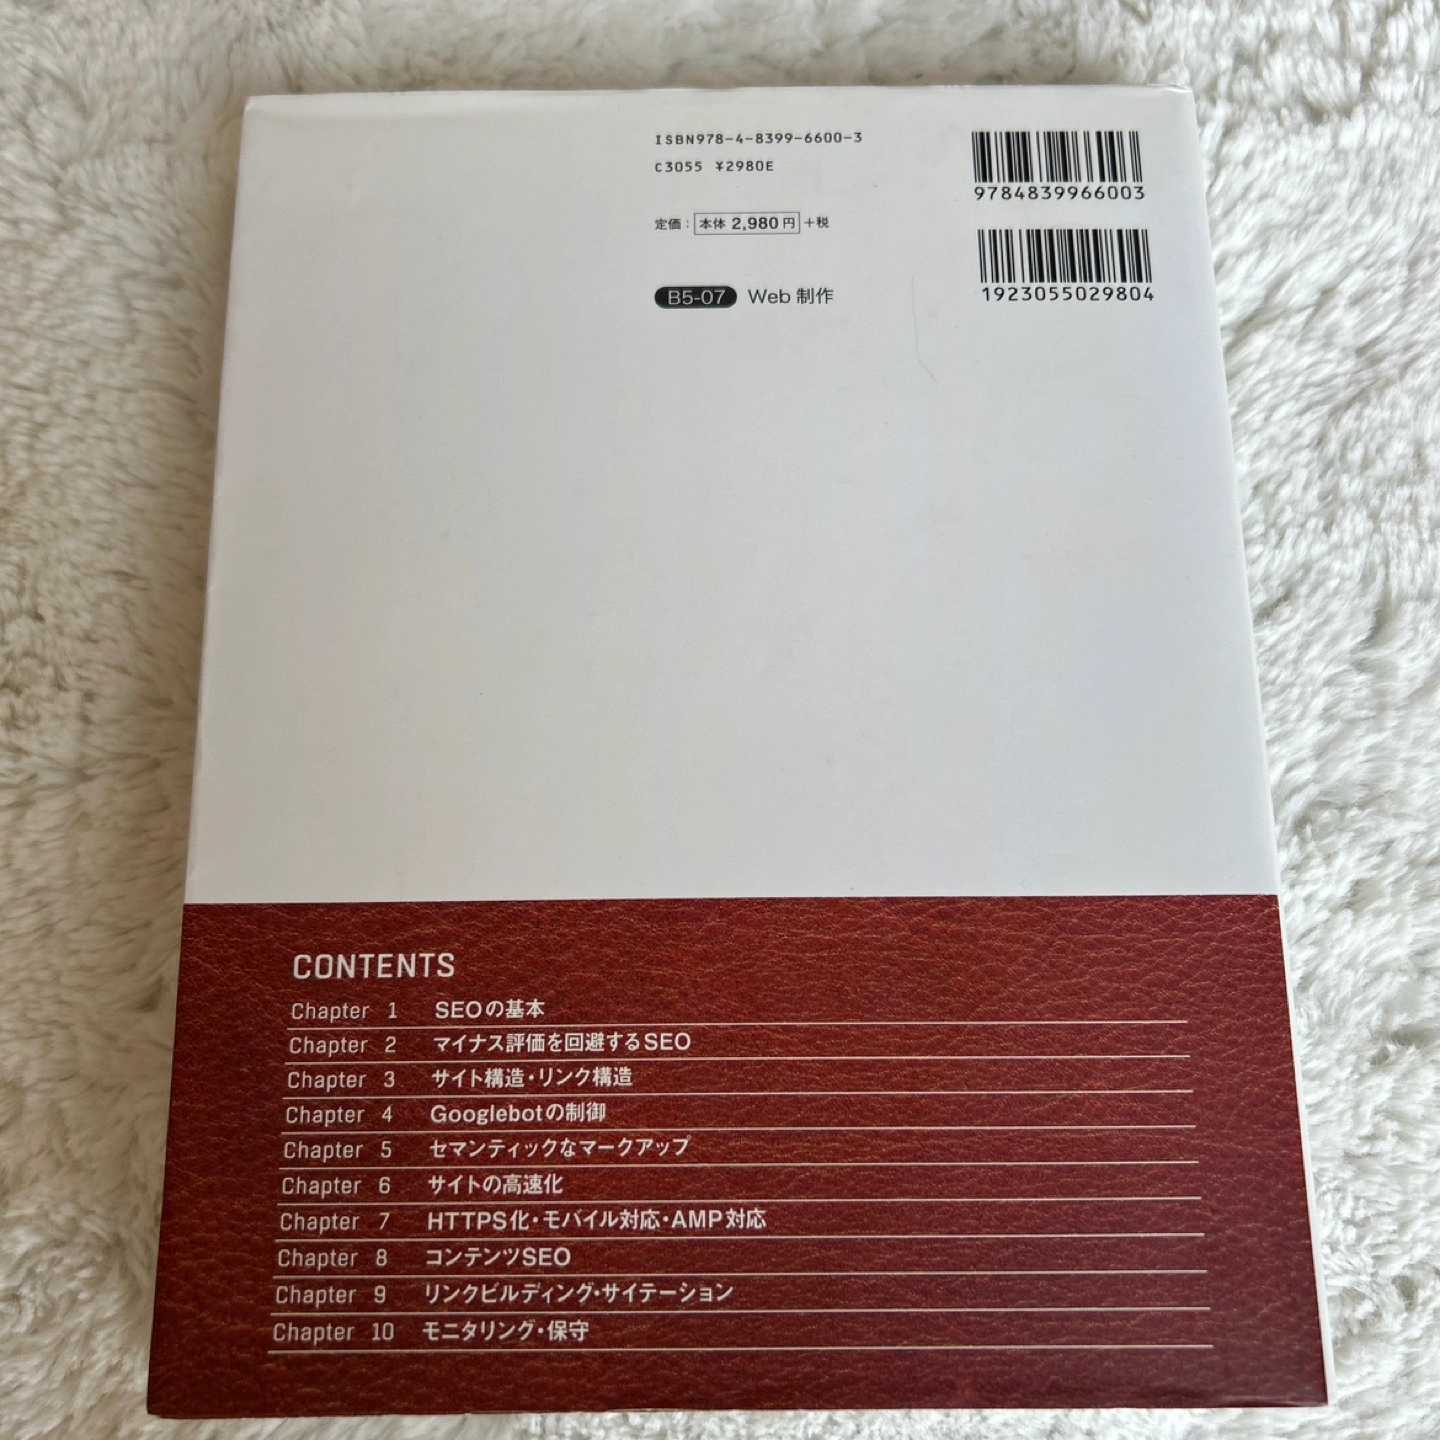 ISBN978-4-8399-6600-3
C3055 ¥2980E
9784839966003
定価：本体 2,980 円＋税
1923055029804
B5-07 Web 制作
CONTENTS
Chapter 1 SEOの基本
Chapter 2 マイナス評価を回避するSEO
Chapter 3 サイト構造・リンク構造
Chapter 4 Googlebotの制御
Chapter 5 セマンティックなマークアップ
Chapter 6 サイトの高速化
Chapter 7 HTTPS化・モバイル対応・AMP対応
Chapter 8 コンテンツSEO
Chapter 9 リンクビルディング・サイテーション
Chapter 10 モニタリング・保守